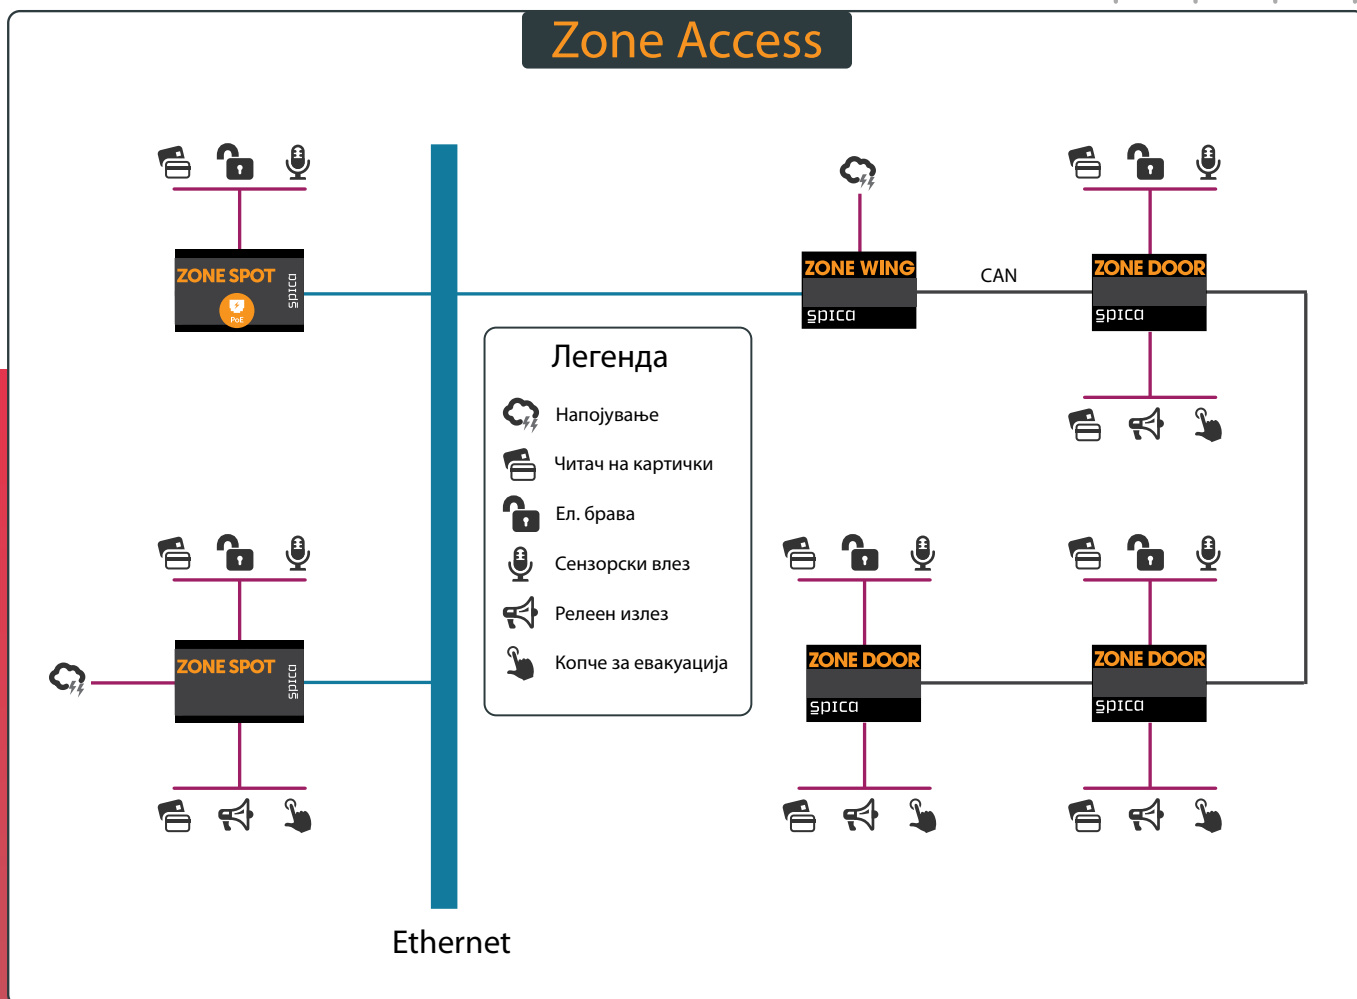 Zone Access
ZONE SPOT
PoE
spica
ZONE WING
spica
CAN
ZONE DOOR
spica
Легенда
Напојување
Читач на картички
Ел. брава
Сензорски влез
Релеен излез
Копче за евакуација
ZONE SPOT
spica
ZONE DOOR
spica
ZONE DOOR
spica
Ethernet